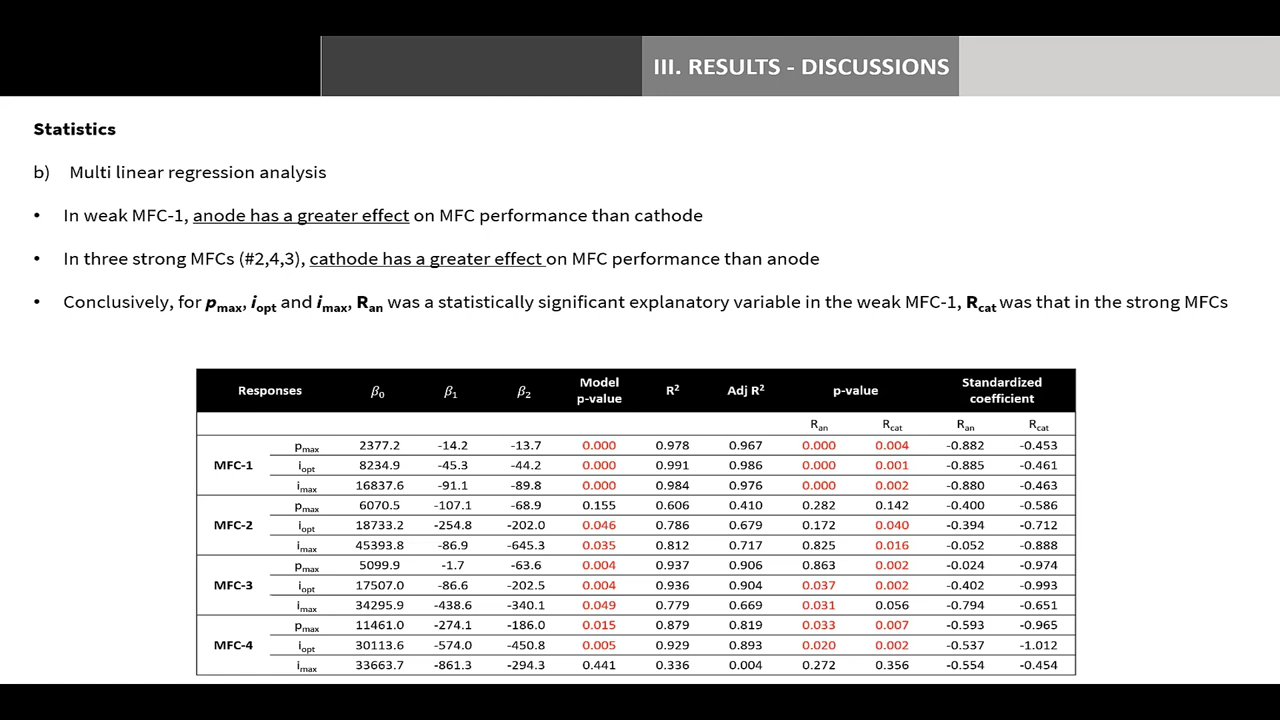 III. RESULTS - DISCUSSIONS
Statistics
b) Multi linear regression analysis
• In weak MFC-1, anode has a greater effect on MFC performance than cathode
• In three strong MFCs (#2,4,3), cathode has a greater effect on MFC performance than anode
• Conclusively, for pmax, iopt and imax, Ran was a statistically significant explanatory variable in the weak MFC-1, Rcat was that in the strong MFCs
Responses β0 β1 β2 Model p-value R² Adj R² p-value Standardized coefficient
Ran Rcat Ran Rcat
MFC-1 pmax 2377.2 -14.2 -13.7 0.000 0.978 0.967 0.000 0.004 -0.882 -0.453
iopt 8234.9 -45.3 -44.2 0.000 0.991 0.986 0.000 0.001 -0.885 -0.461
imax 16837.6 -91.1 -89.8 0.000 0.984 0.976 0.000 0.002 -0.880 -0.463
MFC-2 pmax 6070.5 -107.1 -68.9 0.155 0.606 0.410 0.282 0.142 -0.400 -0.586
iopt 18733.2 -254.8 -202.0 0.046 0.786 0.679 0.172 0.040 -0.394 -0.712
imax 45393.8 -86.9 -645.3 0.035 0.812 0.717 0.825 0.016 -0.052 -0.888
MFC-3 pmax 5099.9 -1.7 -63.6 0.004 0.937 0.906 0.863 0.002 -0.024 -0.974
iopt 17507.0 -86.6 -202.5 0.004 0.936 0.904 0.037 0.002 -0.402 -0.993
imax 34295.9 -438.6 -340.1 0.049 0.779 0.669 0.031 0.056 -0.794 -0.651
MFC-4 pmax 11461.0 -274.1 -186.0 0.015 0.879 0.819 0.033 0.007 -0.593 -0.965
iopt 30113.6 -574.0 -450.8 0.005 0.929 0.893 0.020 0.002 -0.537 -1.012
imax 33663.7 -861.3 -294.3 0.441 0.336 0.004 0.272 0.356 -0.554 -0.454